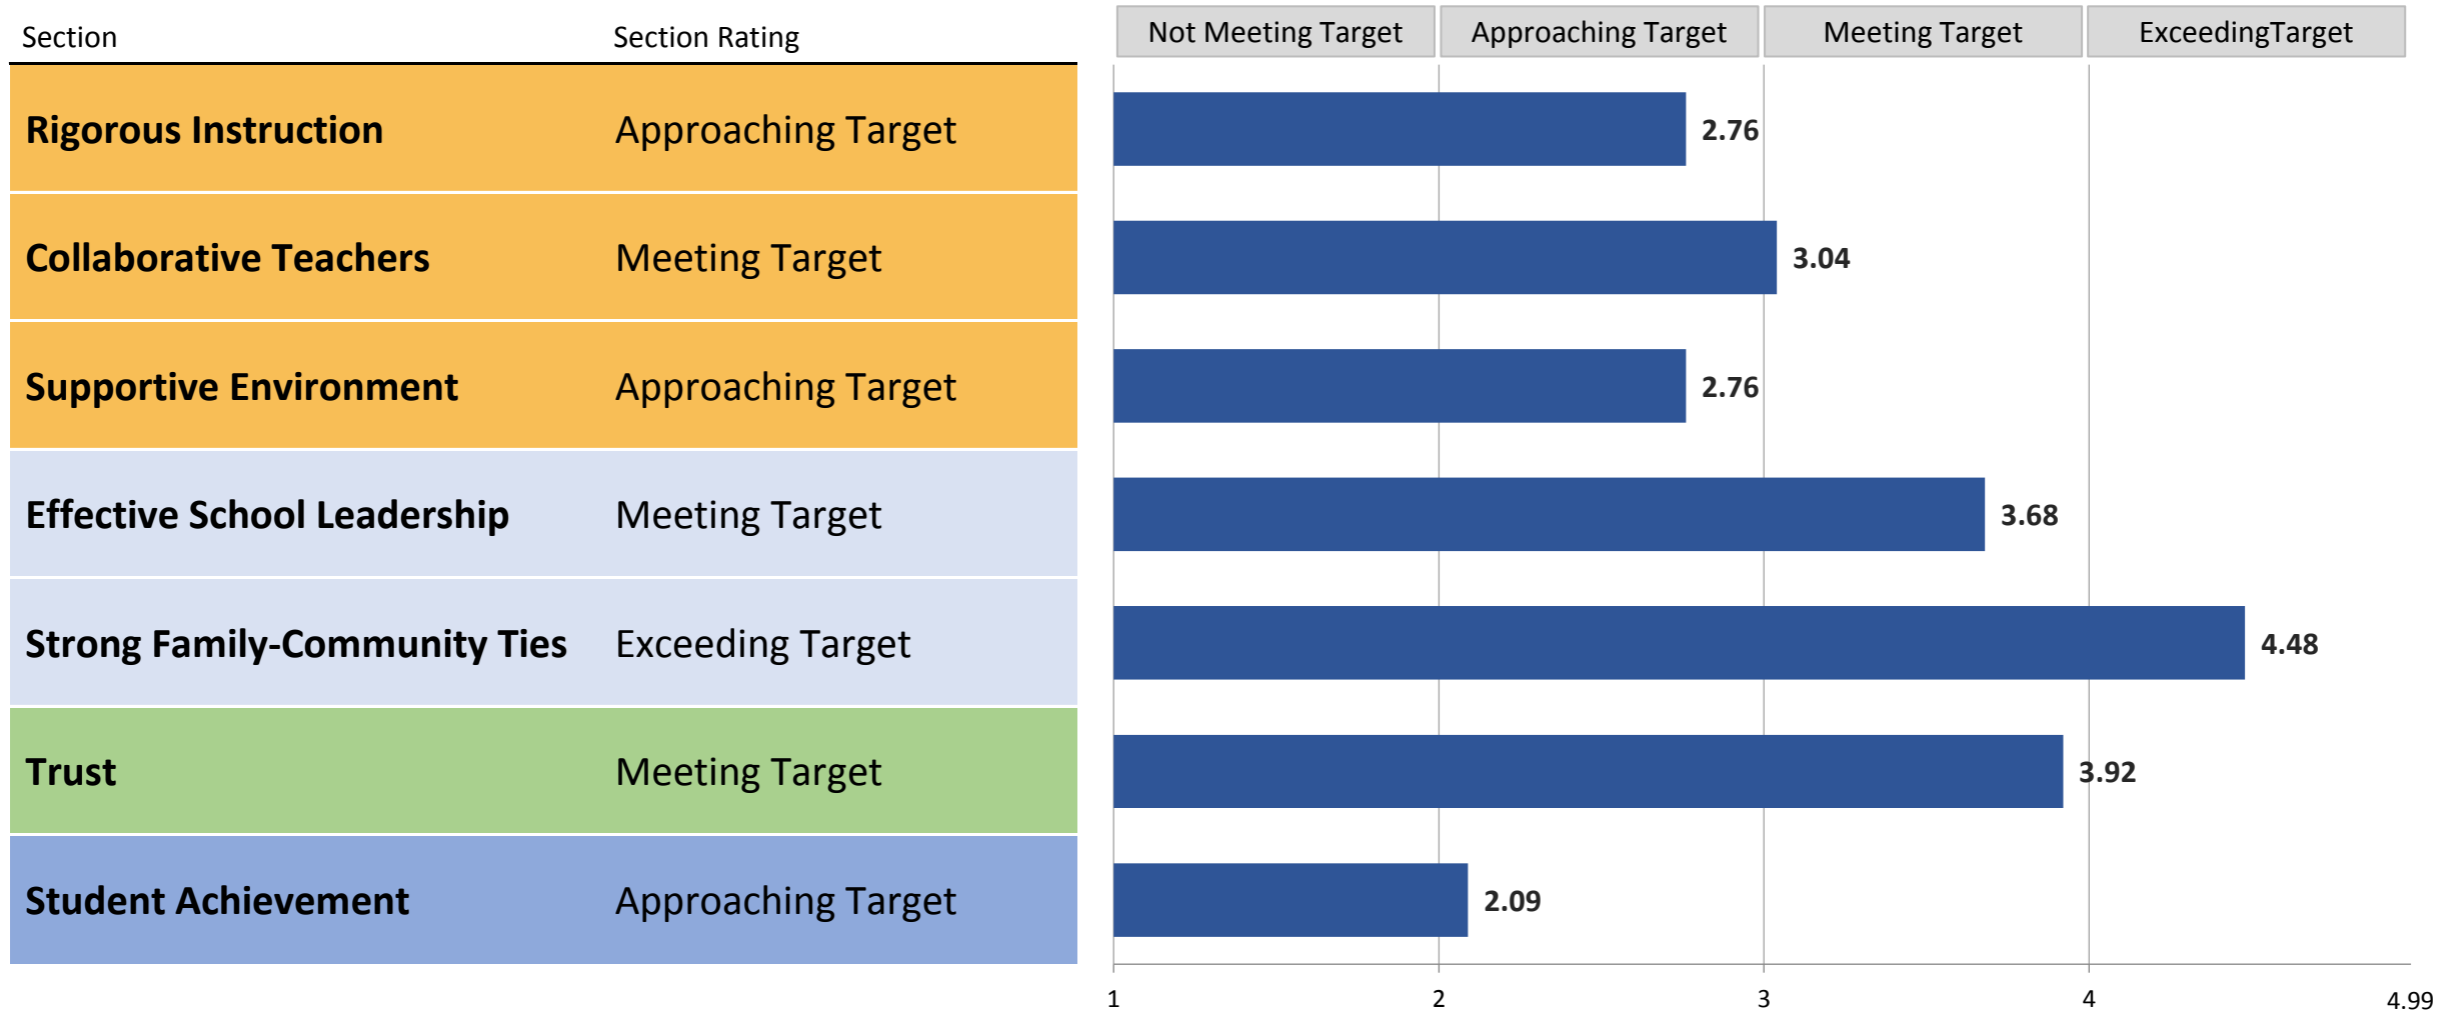 Section Section Rating Not Meeting Target Approaching Target Meeting Target ExceedingTarget
Rigorous Instruction Approaching Target 2.76
Collaborative Teachers Meeting Target 3.04
Supportive Environment Approaching Target 2.76
Effective School Leadership Meeting Target 3.68
Strong Family-Community Ties Exceeding Target 4.48
Trust Meeting Target 3.92
Student Achievement Approaching Target 2.09
1 2 3 4 4.99